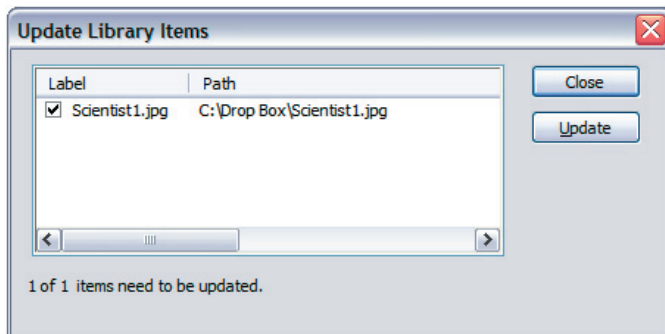 Update Library Items
Label Path
Scientist1.jpg C:\Drop Box\Scientist1.jpg
Close
Update
1 of 1 items need to be updated.